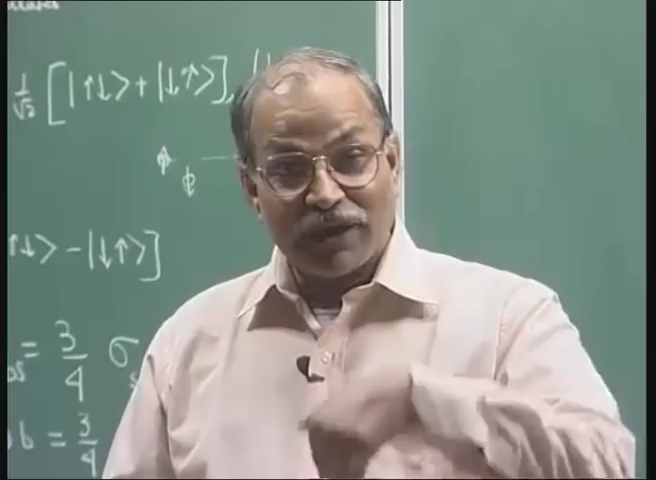 1/√2 [|↑↓> + |↓↑>],
φ
φ
↑↓> - |↓↑>]
= 3/4 σ
b = 3/4